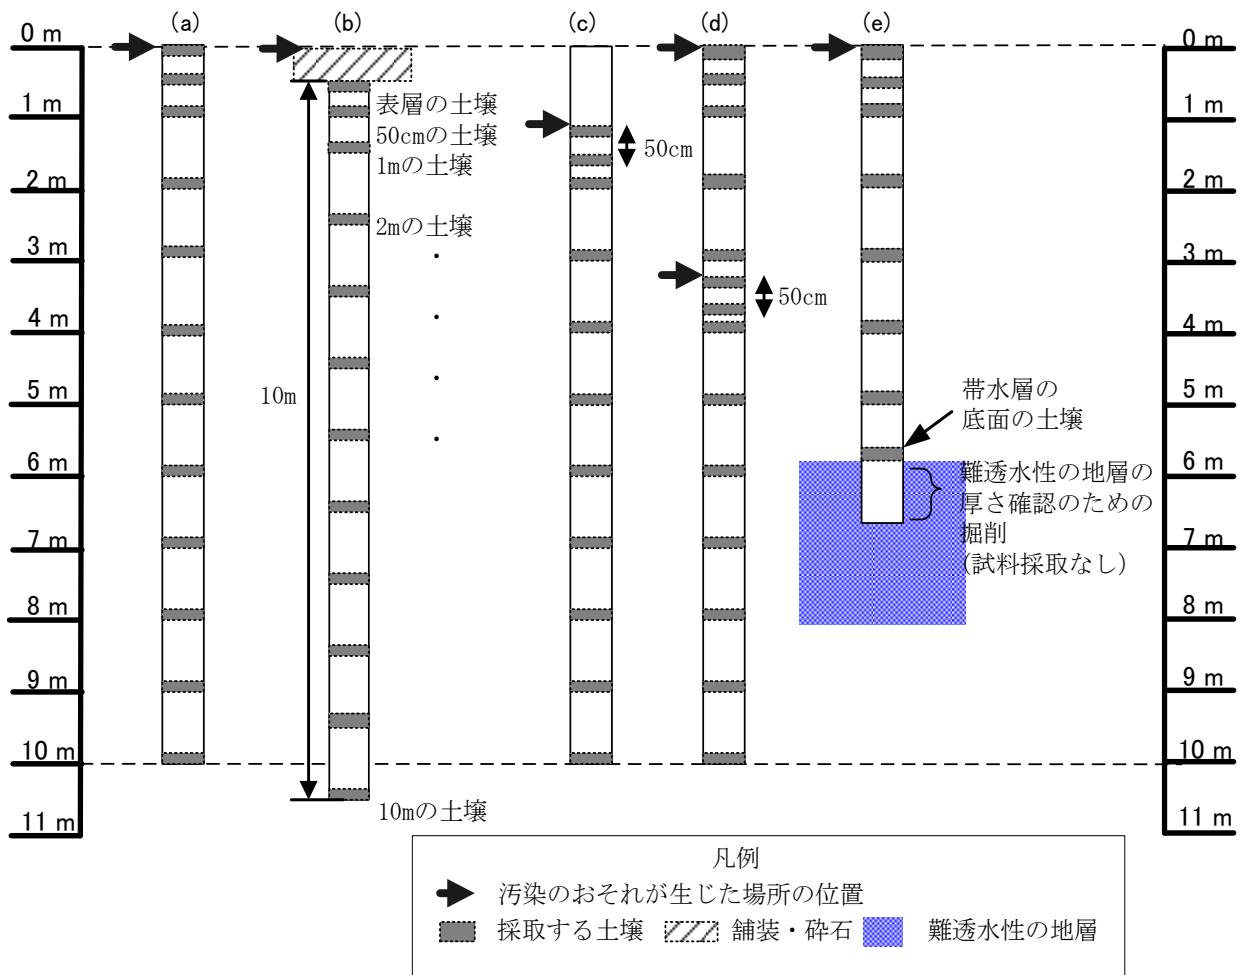 (a)
(b)
(c)
(d)
(e)
0 m
1 m
2 m
3 m
4 m
5 m
6 m
7 m
8 m
9 m
10 m
11 m
表層の土壌
50cmの土壌
1mの土壌
2mの土壌
・
・
・
・
10m
10mの土壌
50cm
50cm
帯水層の
底面の土壌
難透水性の地層の
厚さ確認のための
掘削
(試料採取なし)
0 m
1 m
2 m
3 m
4 m
5 m
6 m
7 m
8 m
9 m
10 m
11 m
凡例
汚染のおそれが生じた場所の位置
採取する土壌 舗装・砕石 難透水性の地層